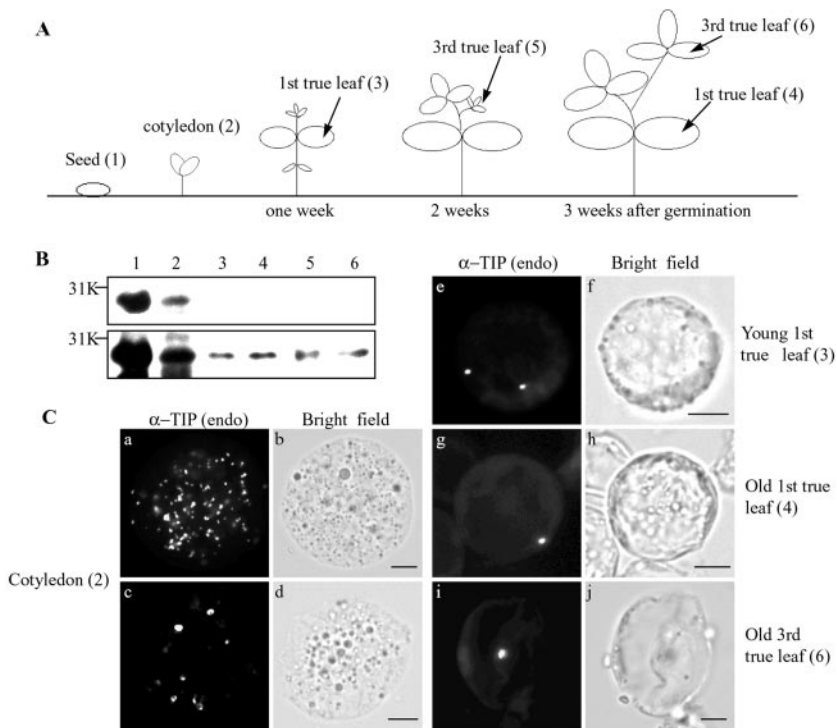 A
Seed (1)
cotyledon (2)
1st true leaf (3)
3rd true leaf (5)
3rd true leaf (6)
1st true leaf (4)
one week
2 weeks
3 weeks after germination
B
1 2 3 4 5 6
31K
31K
C
α–TIP (endo) Bright field
a b
Cotyledon (2)
c d
α–TIP (endo) Bright field
e f
Young 1st
true leaf (3)
g h
Old 1st true
leaf (4)
i j
Old 3rd
true leaf (6)